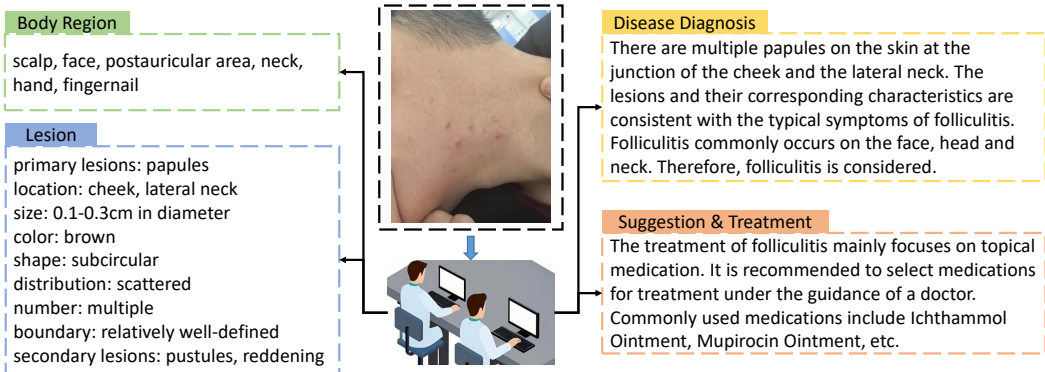 Body Region
scalp, face, postauricular area, neck,
hand, fingernail
Lesion
primary lesions: papules
location: cheek, lateral neck
size: 0.1-0.3cm in diameter
color: brown
shape: subcircular
distribution: scattered
number: multiple
boundary: relatively well-defined
secondary lesions: pustules, reddening
Disease Diagnosis
There are multiple papules on the skin at the
junction of the cheek and the lateral neck. The
lesions and their corresponding characteristics are
consistent with the typical symptoms of folliculitis.
Folliculitis commonly occurs on the face, head and
neck. Therefore, folliculitis is considered.
Suggestion & Treatment
The treatment of folliculitis mainly focuses on topical
medication. It is recommended to select medications
for treatment under the guidance of a doctor.
Commonly used medications include Ichthammol
Ointment, Mupirocin Ointment, etc.